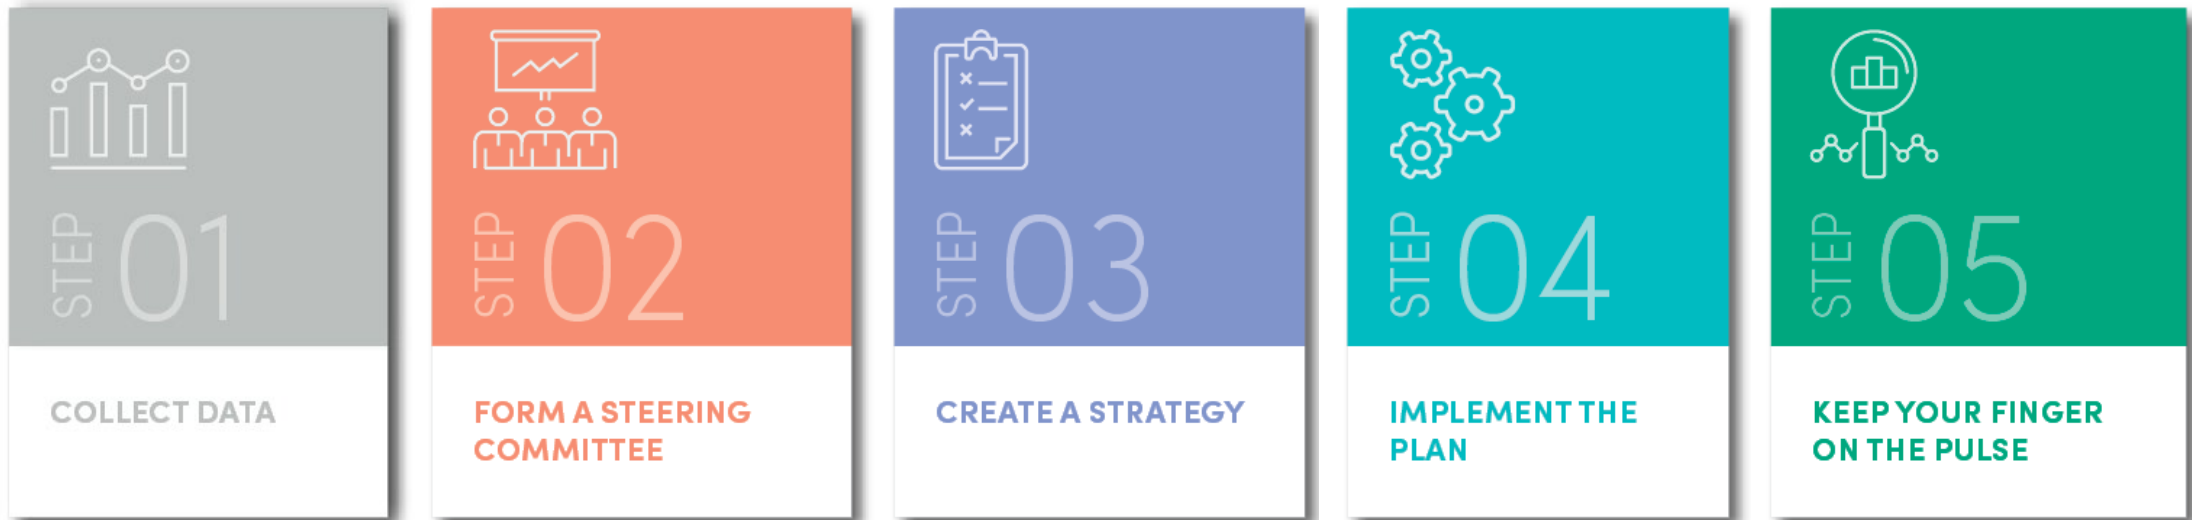 STEP 01
COLLECT DATA
STEP 02
FORM A STEERING
COMMITTEE
STEP 03
CREATE A STRATEGY
STEP 04
IMPLEMENT THE
PLAN
STEP 05
KEEP YOUR FINGER
ON THE PULSE